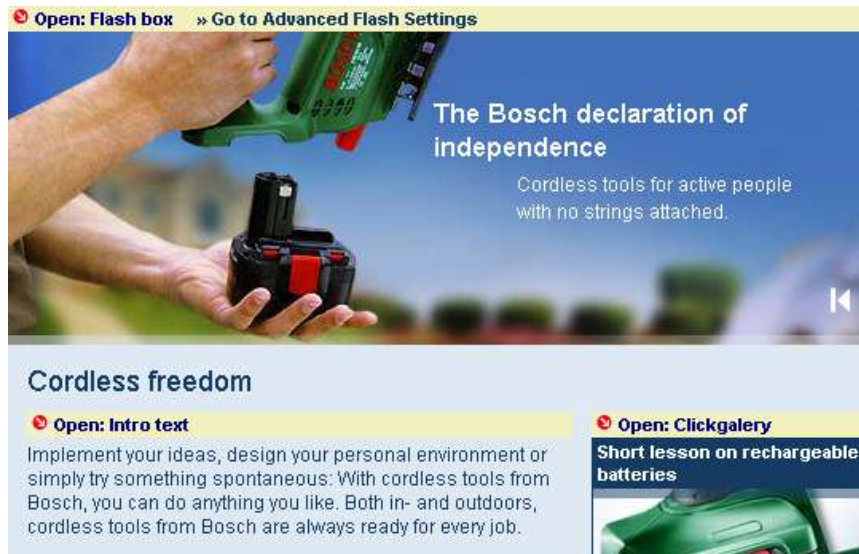 Open: Flash box » Go to Advanced Flash Settings
BOSCH
The Bosch declaration of
independence
Cordless tools for active people
with no strings attached.
Cordless freedom
Open: Intro text
Implement your ideas, design your personal environment or
simply try something spontaneous: With cordless tools from
Bosch, you can do anything you like. Both in- and outdoors,
cordless tools from Bosch are always ready for every job.
Open: Clickgalery
Short lesson on rechargeable
batteries